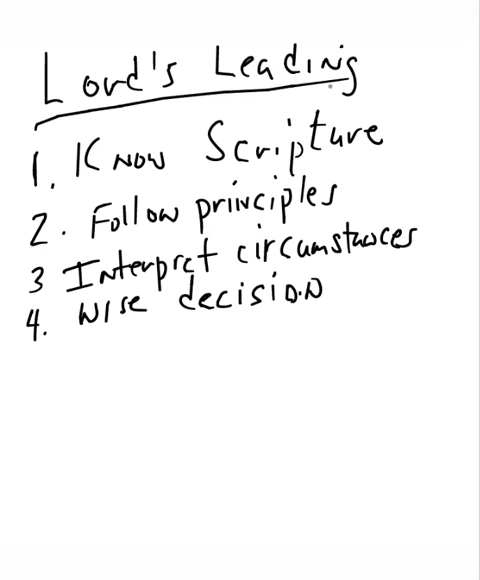 Lord's Leading
1. Know Scripture
2. Follow principles
3 Interpret circumstances
4. Wise decision